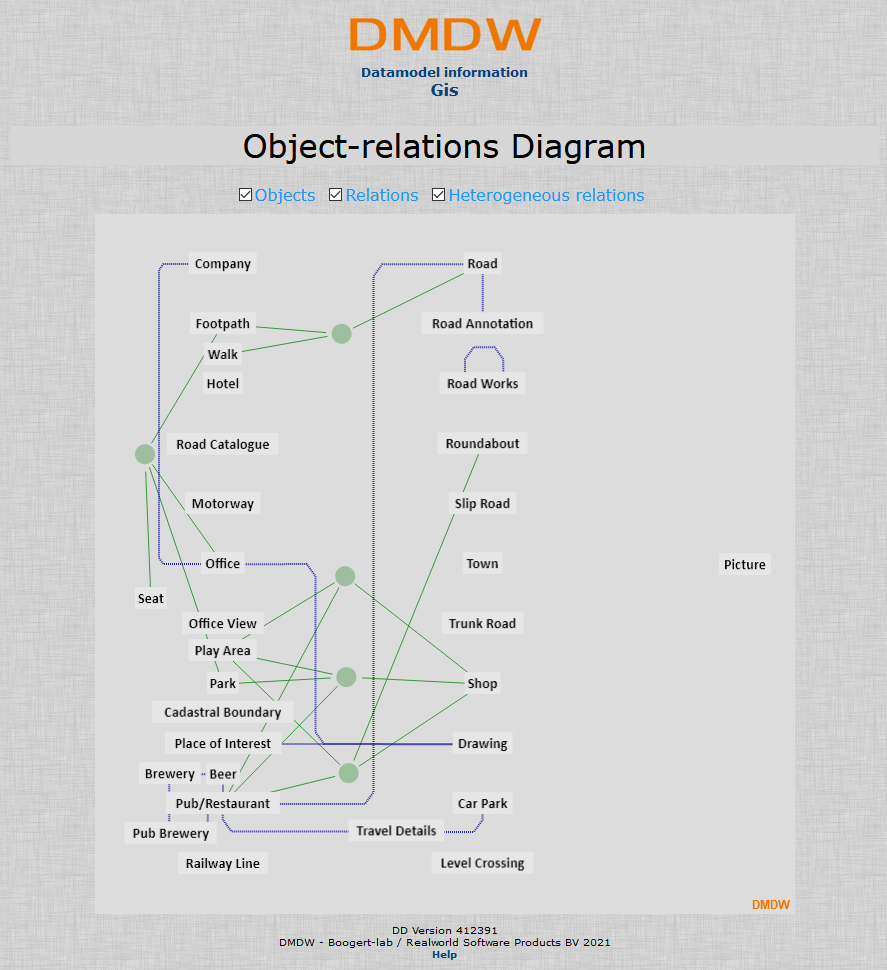 DMDW
Datamodel information
Gis
Object-relations Diagram
Objects Relations Heterogeneous relations
Company Road
Footpath Road Annotation
Walk
Hotel Road Works
Road Catalogue Roundabout
Motorway Slip Road
Office Town Picture
Seat
Office View Trunk Road
Play Area
Park Shop
Cadastral Boundary
Place of Interest Drawing
Brewery Beer
Pub/Restaurant Car Park
Pub Brewery Travel Details
Railway Line Level Crossing
DMDW
DD Version 412391
DMDW - Boogert-lab / Realworld Software Products BV 2021
Help